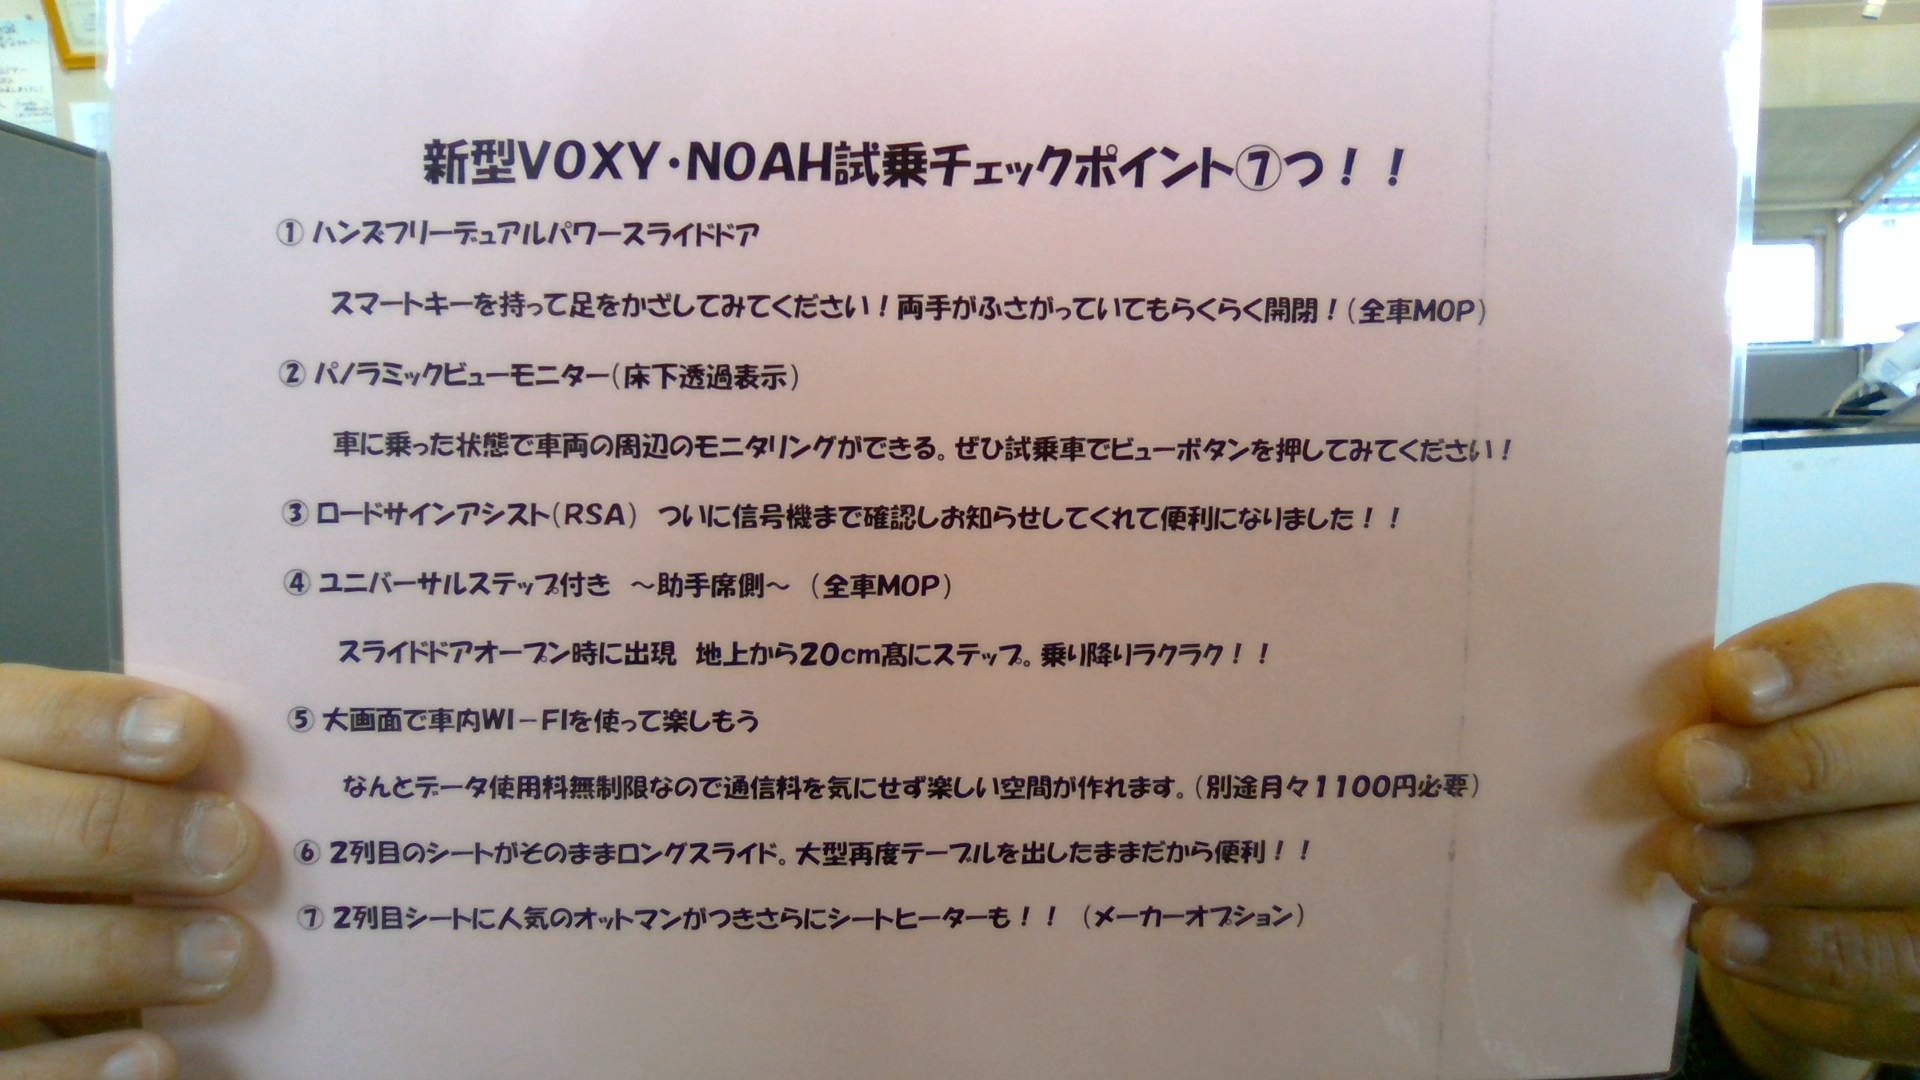 新型VOXY・NOAH試乗チェックポイント⑦つ！！
① ハンズフリーデュアルパワースライドドア
スマートキーを持って足をかざしてみてください！両手がふさがっていてもらくらく開閉！（全車MOP）
② パノラミックビューモニター（床下透過表示）
車に乗った状態で車両の周辺のモニタリングができる。ぜひ試乗車でビューボタンを押してみてください！
③ ロードサインアシスト（RSA） ついに信号機まで確認しお知らせしてくれて便利になりました！！
④ ユニバーサルステップ付き ～助手席側～ （全車MOP）
スライドドアオープン時に出現 地上から20cm髙にステップ。乗り降りラクラク！！
⑤ 大画面で車内WI－FIを使って楽しもう
なんとデータ使用料無制限なので通信料を気にせず楽しい空間が作れます。（別途月々1100円必要）
⑥ 2列目のシートがそのままロングスライド。大型再度テーブルを出したままだから便利！！
⑦ 2列目シートに人気のオットマンがつきさらにシートヒーターも！！ （メーカーオプション）